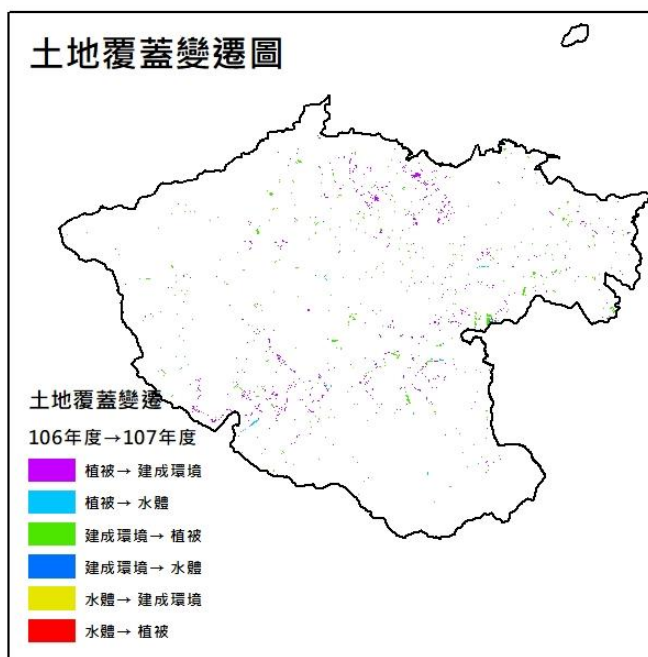 土地覆蓋變遷圖
土地覆蓋變遷
106年度→107年度
植被→ 建成環境
植被→ 水體
建成環境→ 植被
建成環境→ 水體
水體→ 建成環境
水體→ 植被